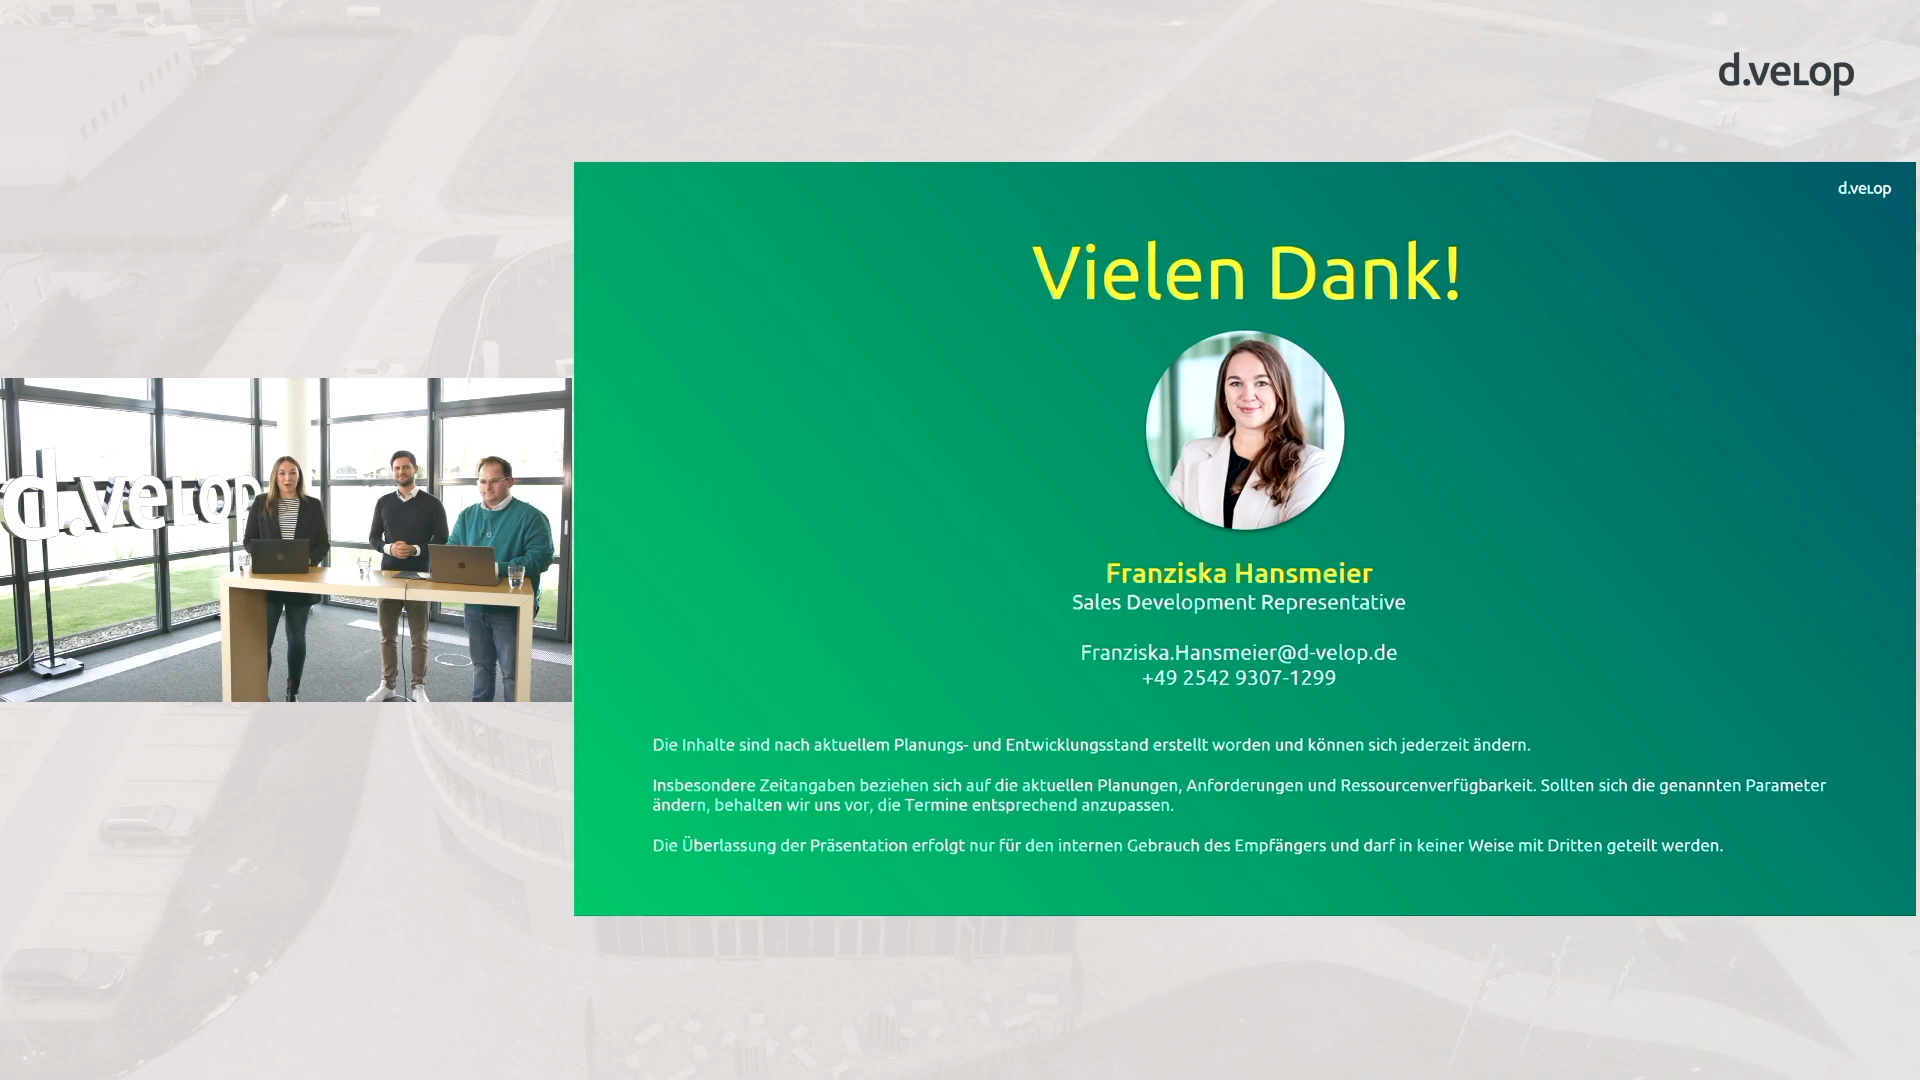 d.velop
d.velop
Vielen Dank!
d.velop
Franziska Hansmeier
Sales Development Representative
Franziska.Hansmeier@d-velop.de
+49 2542 9307-1299
Die Inhalte sind nach aktuellem Planungs- und Entwicklungsstand erstellt worden und können sich jederzeit ändern.
Insbesondere Zeitangaben beziehen sich auf die aktuellen Planungen, Anforderungen und Ressourcenverfügbarkeit. Sollten sich die genannten Parameter
ändern, behalten wir uns vor, die Termine entsprechend anzupassen.
Die Überlassung der Präsentation erfolgt nur für den internen Gebrauch des Empfängers und darf in keiner Weise mit Dritten geteilt werden.